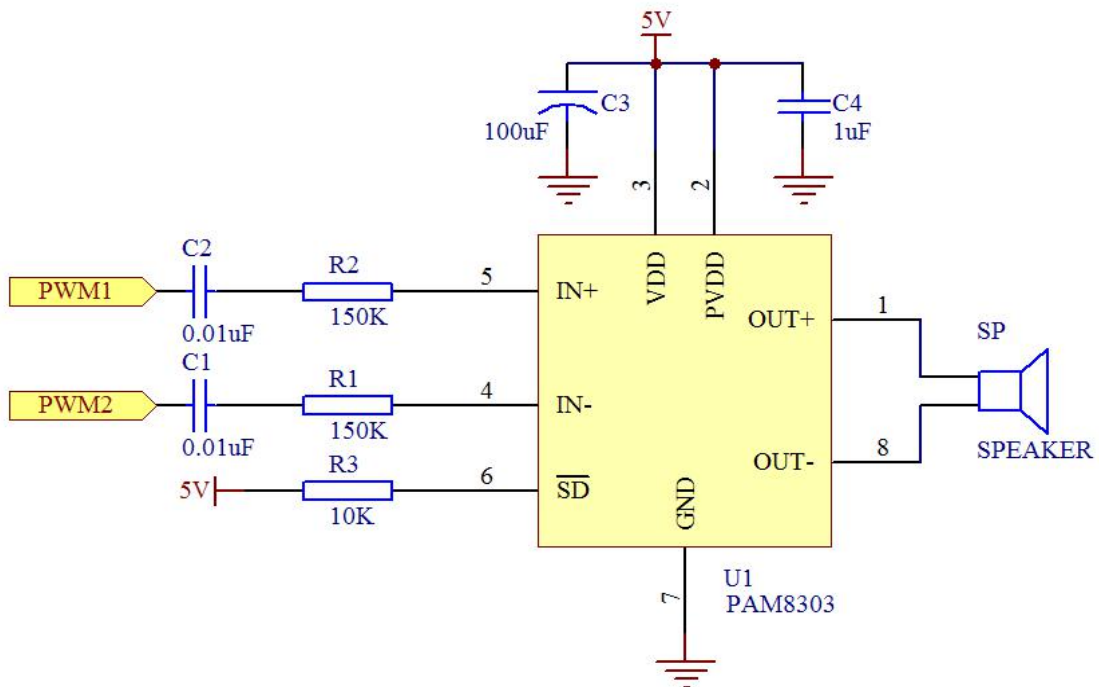 5V
C3
100uF
C4
1uF
3
2
C2
R2
5
PWM1
IN+
VDD
PVDD
0.01uF
150K
OUT+
1
SP
C1
R1
4
PWM2
IN-
0.01uF
150K
R3
6
OUT-
8
SPEAKER
5V
SD
10K
GND
7
U1
PAM8303